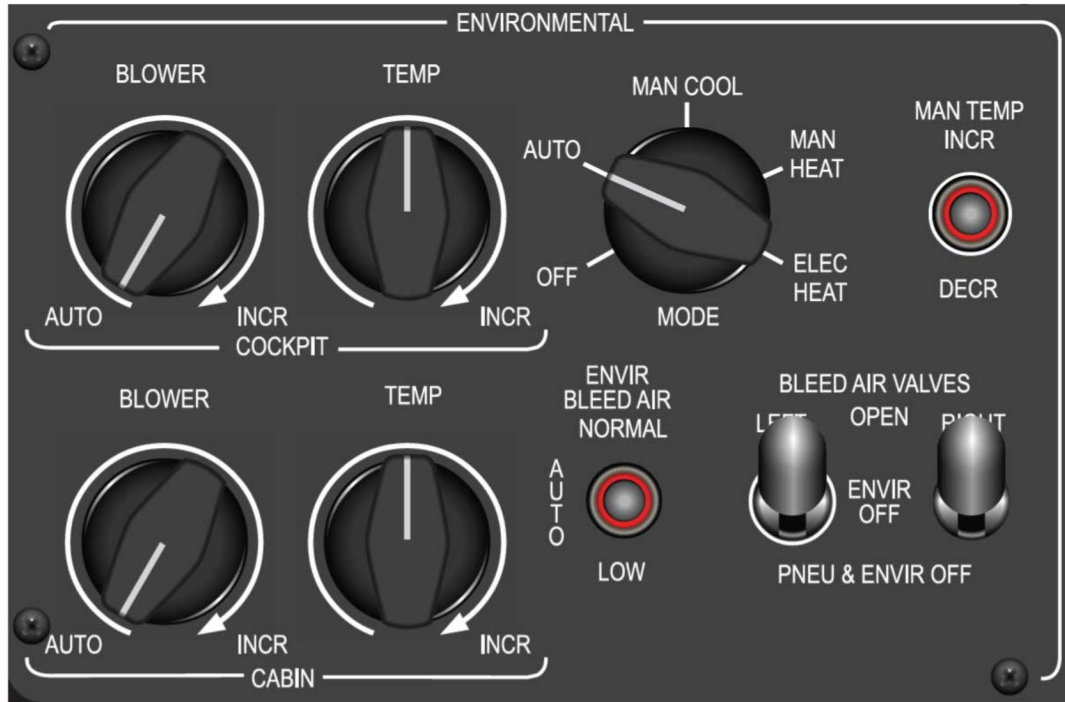 ENVIRONMENTAL
BLOWER
TEMP
AUTO
INCR
INCR
COCKPIT
MAN COOL
AUTO
MAN
HEAT
OFF
ELEC
HEAT
MODE
MAN TEMP
INCR
DECR
BLOWER
TEMP
AUTO
INCR
INCR
CABIN
ENVIR
BLEED AIR
NORMAL
AUTO
LOW
BLEED AIR VALVES
LEFT
OPEN
RIGHT
ENVIR
OFF
PNEU & ENVIR OFF